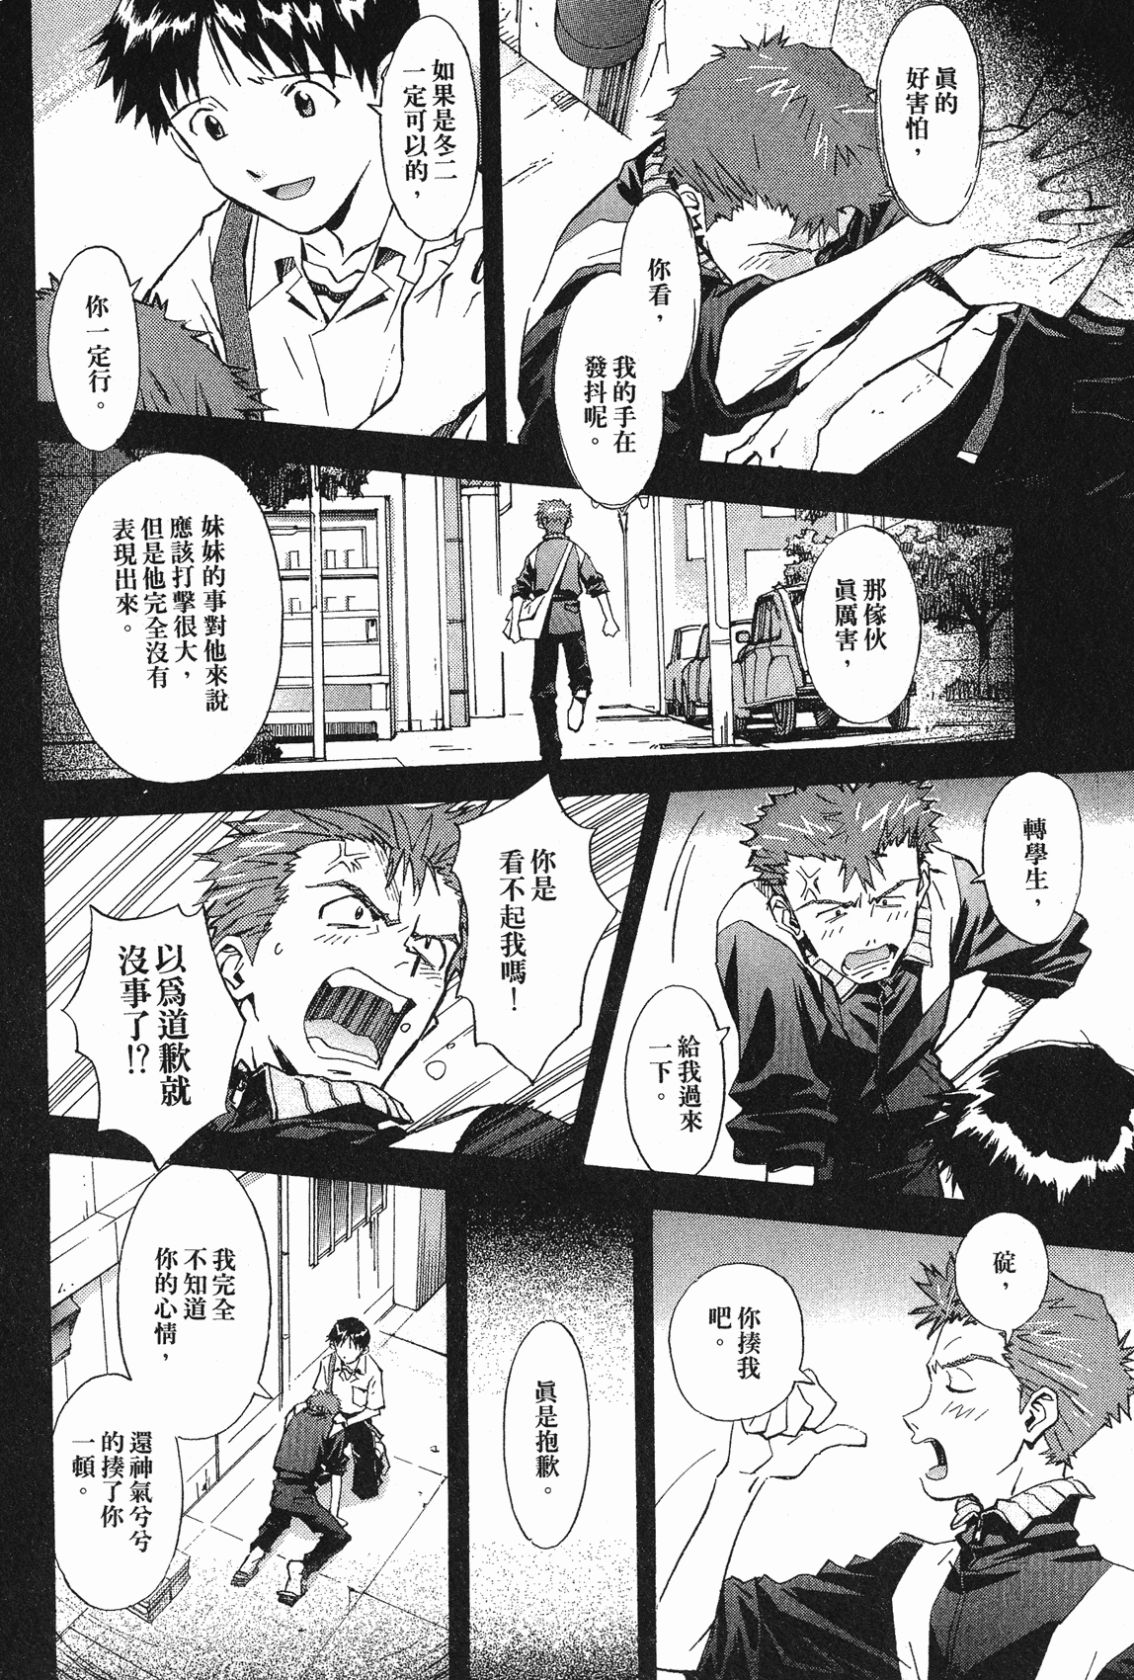 眞的
好害怕，
你看，
我的手在
發抖呢。
如果是冬二
一定可以的，
你一定行。
那傢伙
眞厲害，
妹妹的事對他來說
應該打擊很大，
但是他完全沒有
表現出來。
轉學生，
給我過來
一下。
你是
看不起我嗎！
以爲道歉就
沒事了!?
碇，
你揍我
吧。
眞是抱歉。
我完全
不知道
你的心情，
還神氣兮兮
的揍了你
一頓。